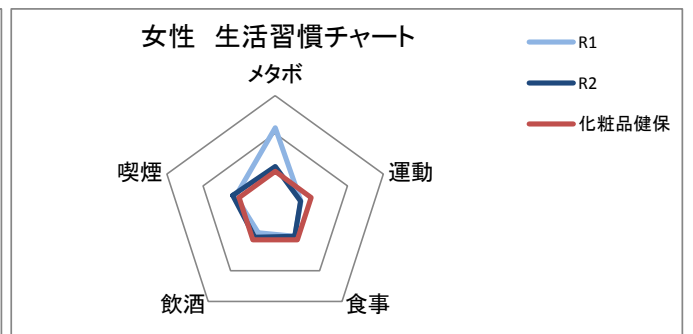 女性　生活習慣チャート
R1
R2
化粧品健保
メタボ
喫煙
運動
飲酒
食事